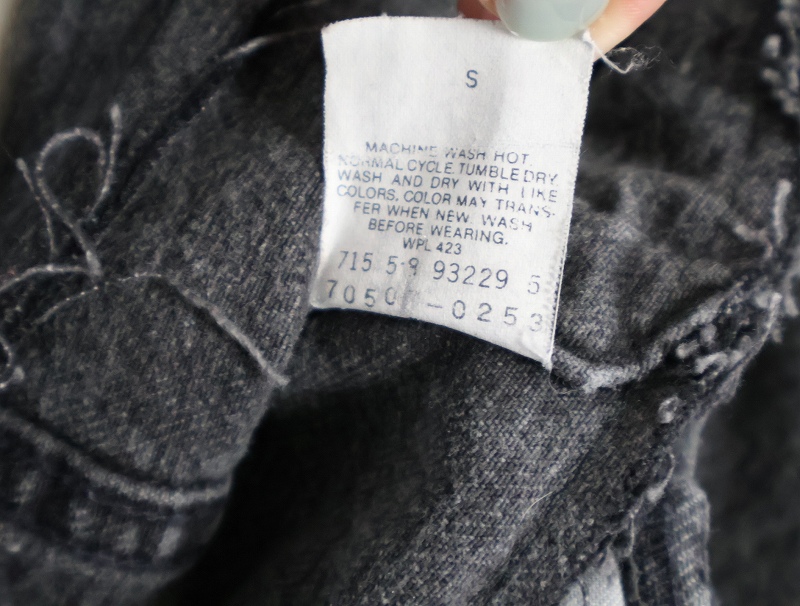 S
MACHINE WASH HOT.
NORMAL CYCLE. TUMBLE DRY.
WASH AND DRY WITH LIKE
COLORS. COLOR MAY TRANS-
FER WHEN NEW. WASH
BEFORE WEARING.
WPL 423
715 5 9 93229 5
7050 -0253